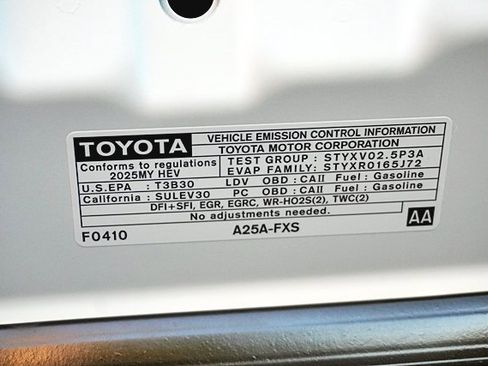 TOYOTA
VEHICLE EMISSION CONTROL INFORMATION
TOYOTA MOTOR CORPORATION
Conforms to regulations
2025MY HEV
TEST GROUP : STYXV02.5P3A
EVAP FAMILY: STYXR0165J72
U.S.EPA : T3B30 LDV OBD : CAII Fuel : Gasoline
California : SULEV30 PC OBD : CAII Fuel : Gasoline
DFI+SFI, EGR, EGRC, WR-HO2S(2), TWC(2)
No adjustments needed.
F0410
A25A-FXS
AA